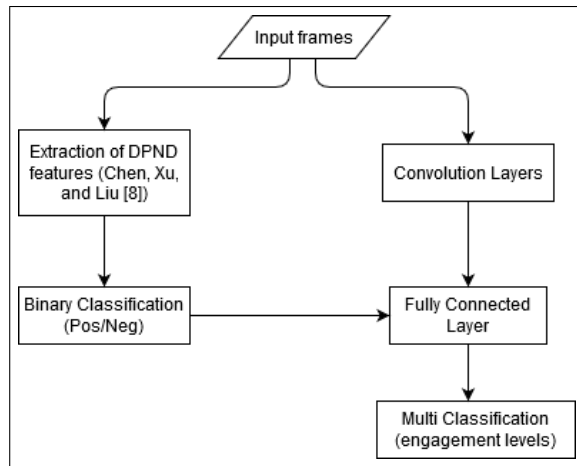 Input frames
Extraction of DPND
features (Chen, Xu,
and Liu [8])
Convolution Layers
Binary Classification
(Pos/Neg)
Fully Connected
Layer
Multi Classification
(engagement levels)